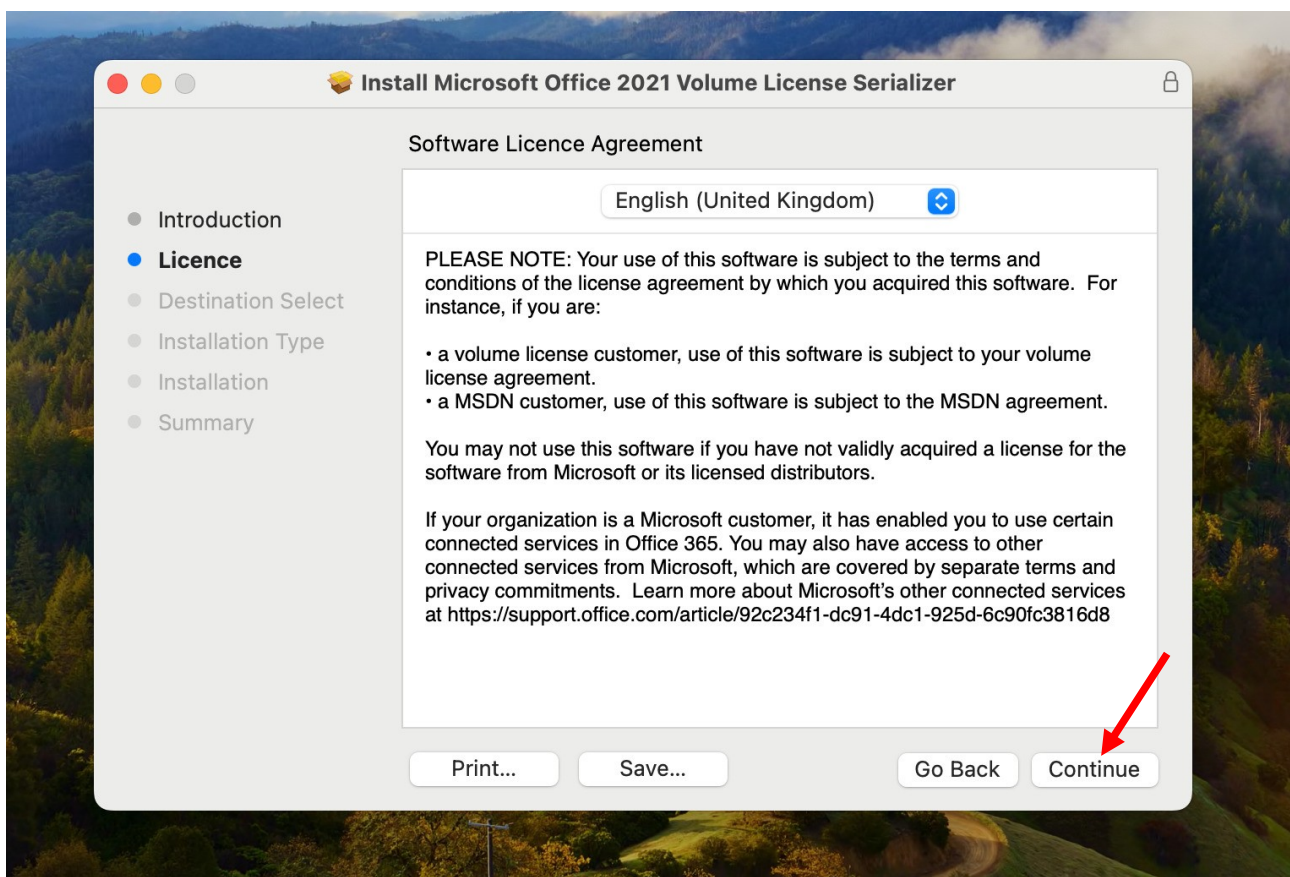 Install Microsoft Office 2021 Volume License Serializer
Software Licence Agreement
Introduction
Licence
Destination Select
Installation Type
Installation
Summary
English (United Kingdom)
PLEASE NOTE: Your use of this software is subject to the terms and
conditions of the license agreement by which you acquired this software.  For
instance, if you are:
• a volume license customer, use of this software is subject to your volume
license agreement.
• a MSDN customer, use of this software is subject to the MSDN agreement.
You may not use this software if you have not validly acquired a license for the
software from Microsoft or its licensed distributors.
If your organization is a Microsoft customer, it has enabled you to use certain
connected services in Office 365. You may also have access to other
connected services from Microsoft, which are covered by separate terms and
privacy commitments.  Learn more about Microsoft's other connected services
at https://support.office.com/article/92c234f1-dc91-4dc1-925d-6c90fc3816d8
Print... Save... Go Back Continue